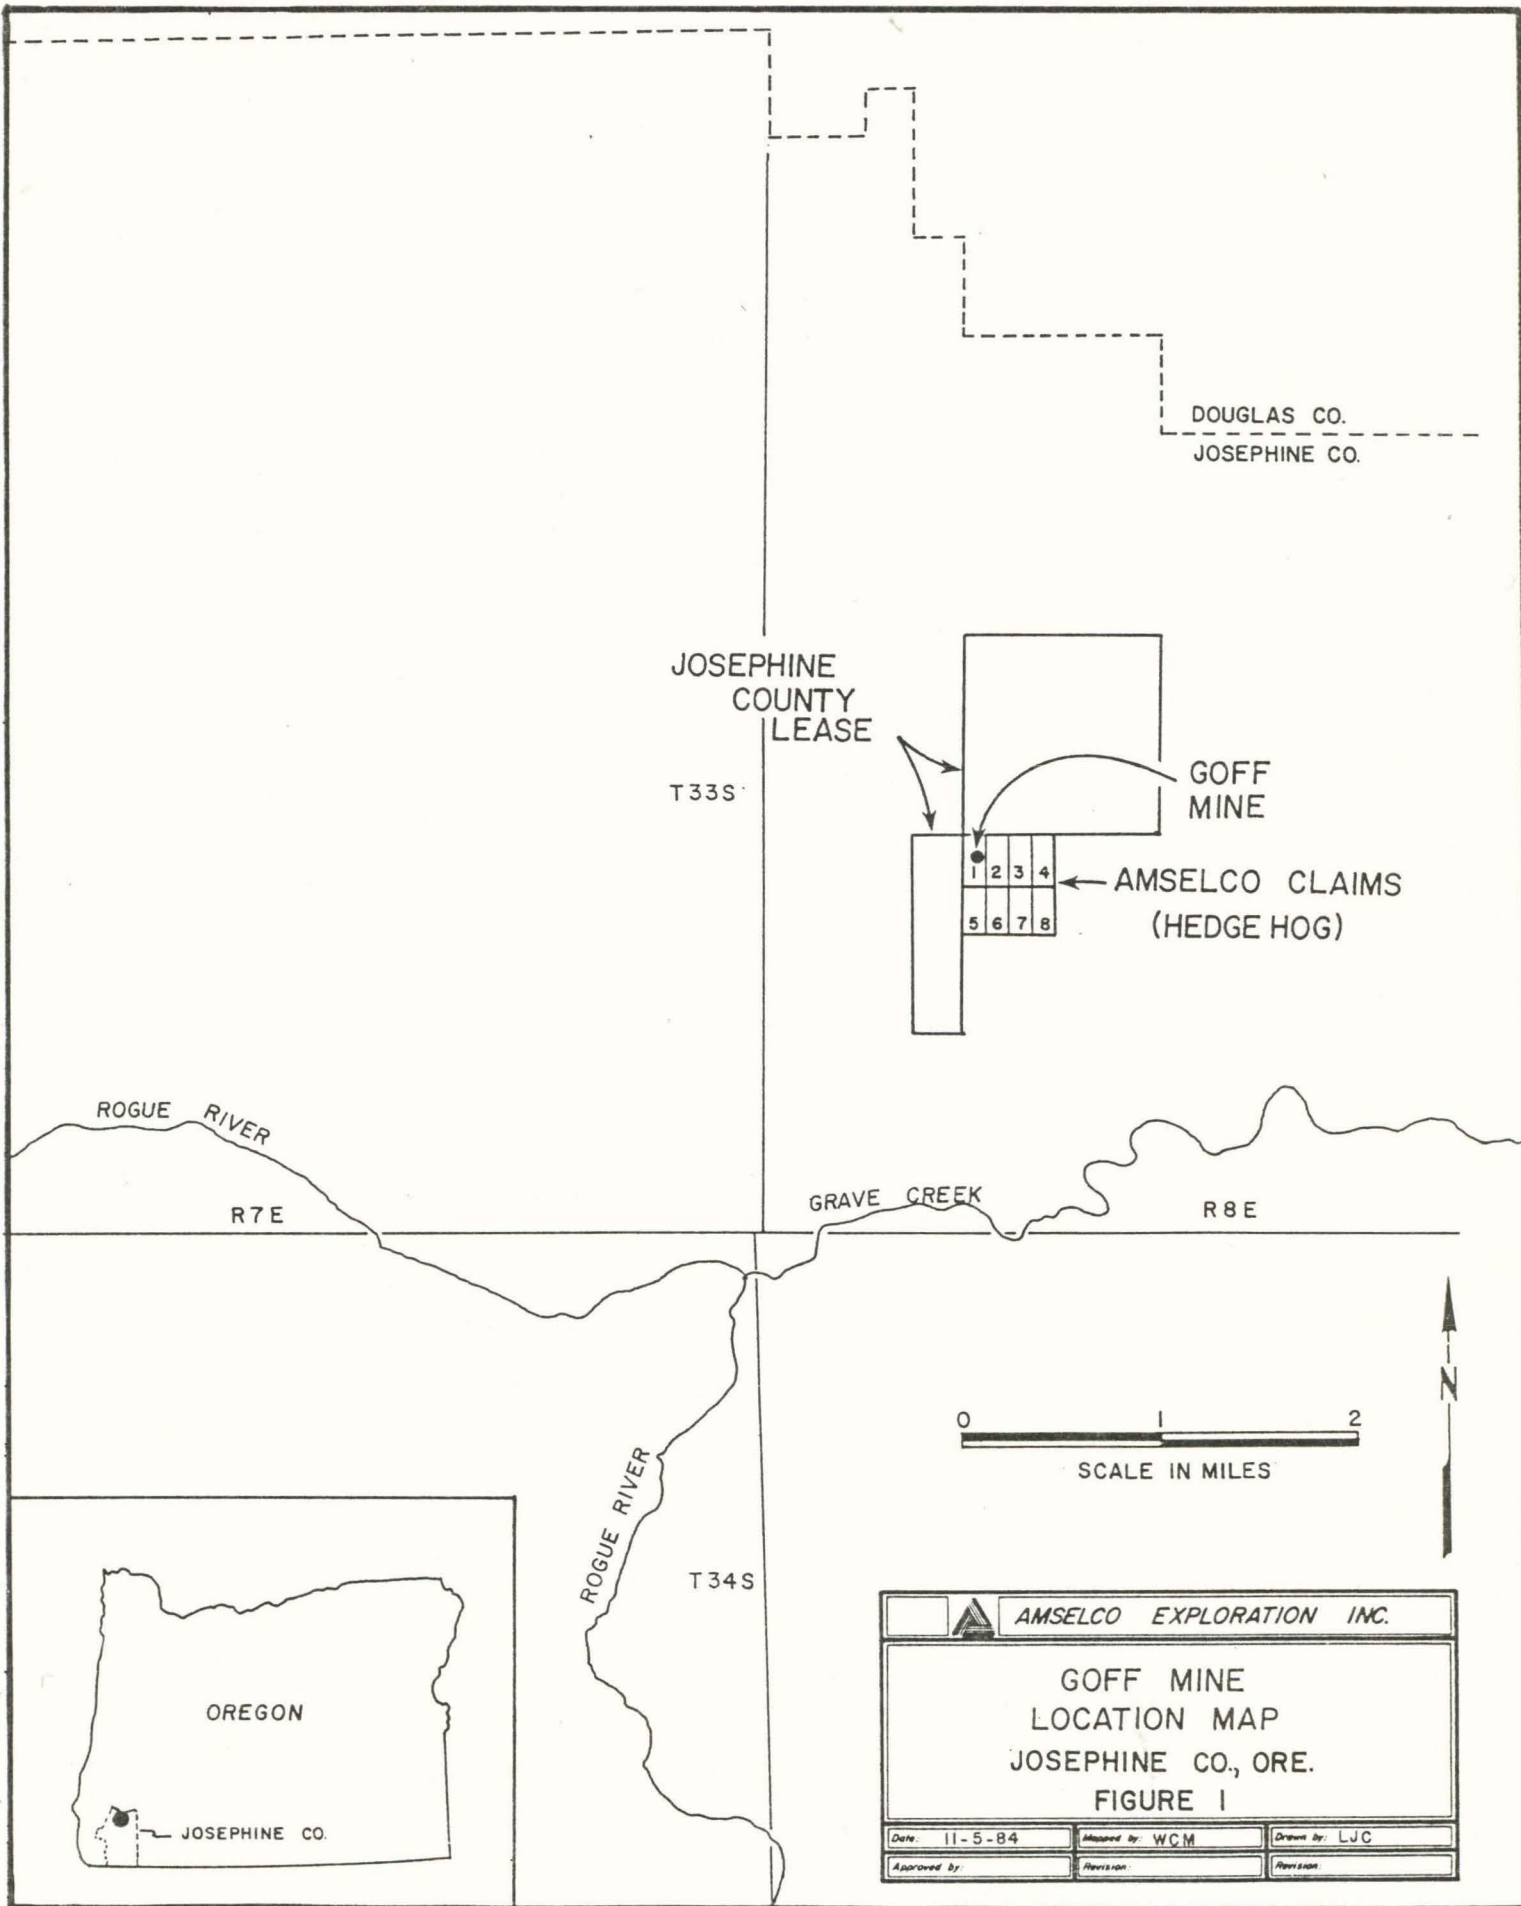 DOUGLAS CO.
JOSEPHINE CO.
JOSEPHINE
COUNTY
LEASE
T33S
GOFF
MINE
1 2 3 4
AMSELCO CLAIMS
(HEDGE HOG)
5 6 7 8
ROGUE RIVER
GRAVE CREEK
R7E
R8E
0 1 2
SCALE IN MILES
N
ROGUE RIVER
T34S
OREGON
JOSEPHINE CO.
AMSELCO EXPLORATION INC.
GOFF MINE
LOCATION MAP
JOSEPHINE CO., ORE.
FIGURE 1
Date: 11-5-84
Mapped by: WCM
Drawn by: LJC
Approved by:
Revision:
Revision: